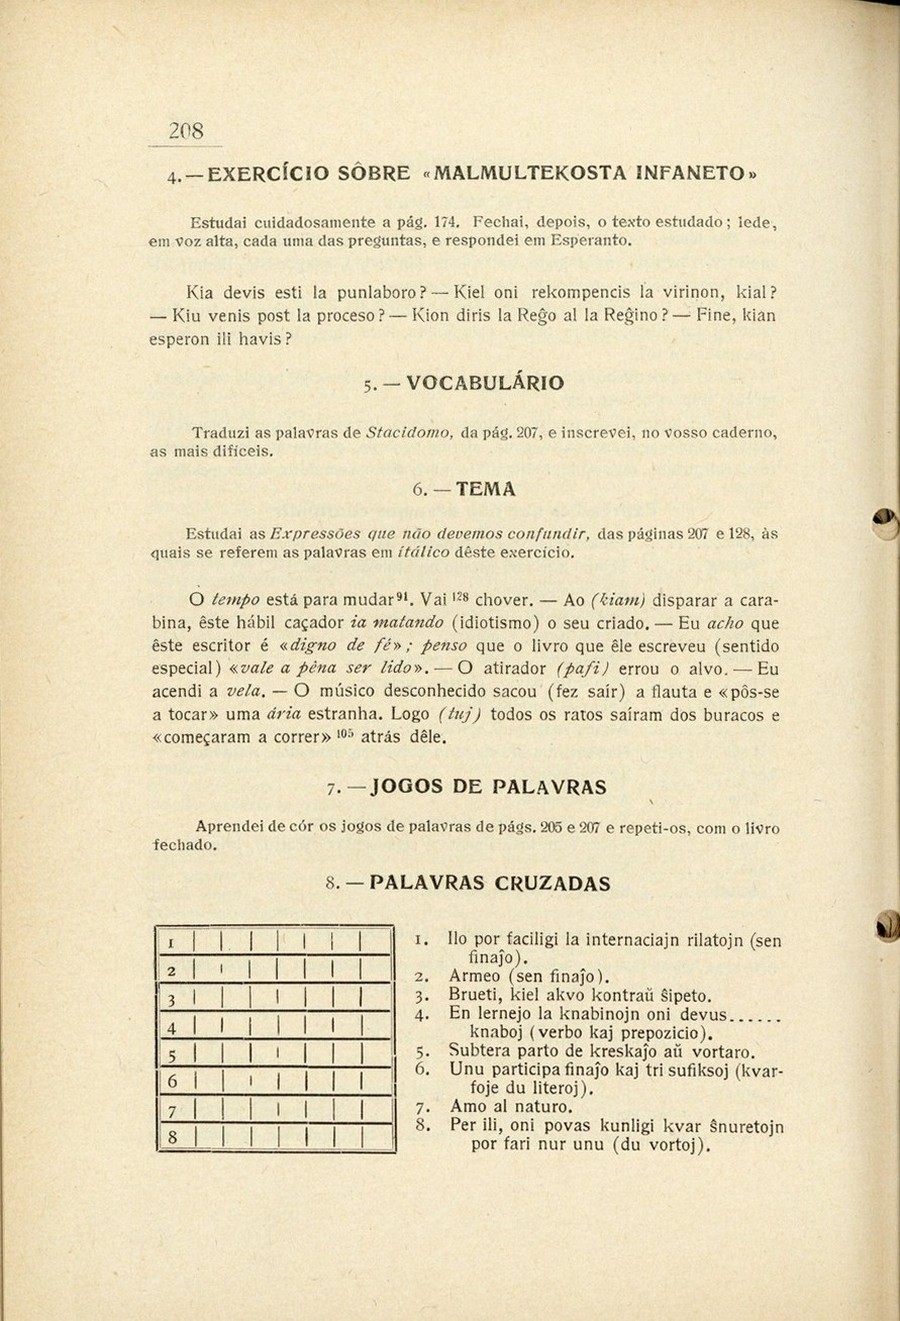 208
4. — EXERCÍCIO SÔBRE «MALMULTEKOSTA INFANETO»
Estudai cuidadosamente a pág. 174. Fechai, depois, o texto estudado; lede,
em voz alta, cada uma das preguntas, e respondei em Esperanto.
Kia devis esti la punlaboro? — Kiel oni rekompencis la virinon, kial?
— Kiu venis post la proceso? — Kion diris la Reĝo al la Reĝino? — Fine, kian
esperon ili havis?
5. — VOCABULÁRIO
Traduzi as palavras de Stacidomo, da pág. 207, e inscrevei, no vosso caderno,
as mais difíceis.
6. — TEMA
Estudai as Expressões que não devemos confundir, das páginas 207 e 128, às
quais se referem as palavras em itálico dêste exercício.
O tempo está para mudar⁹¹. Vai ¹²⁸ chover. — Ao (kiam) disparar a cara-
bina, êste hábil caçador ia matando (idiotismo) o seu criado. — Eu acho que
êste escritor é «digno de fé»; penso que o livro que êle escreveu (sentido
especial) «vale a pêna ser lido». — O atirador (pafi) errou o alvo. — Eu
acendi a vela. — O músico desconhecido sacou (fez saír) a flauta e «pôs-se
a tocar» uma ária estranha. Logo (tuj) todos os ratos saíram dos buracos e
«começaram a correr» ¹⁰⁵ atrás dêle.
7. — JOGOS DE PALAVRAS
Aprendei de cór os jogos de palavras de págs. 205 e 207 e repeti-os, com o livro
fechado.
8. — PALAVRAS CRUZADAS
1
2
3
4
5
6
7
8
1. Ilo por faciligi la internaciajn rilatojn (sen
finaĵo).
2. Armeo (sen finaĵo).
3. Brueti, kiel akvo kontraŭ ŝipeto.
4. En lernejo la knabinojn oni devus......
knaboj (verbo kaj prepozicio).
5. Subtera parto de kreskaĵo aŭ vortaro.
6. Unu participa finaĵo kaj tri sufiksoj (kvar-
foje du literoj).
7. Amo al naturo.
8. Per ili, oni povas kunligi kvar ŝnuretojn
por fari nur unu (du vortoj).